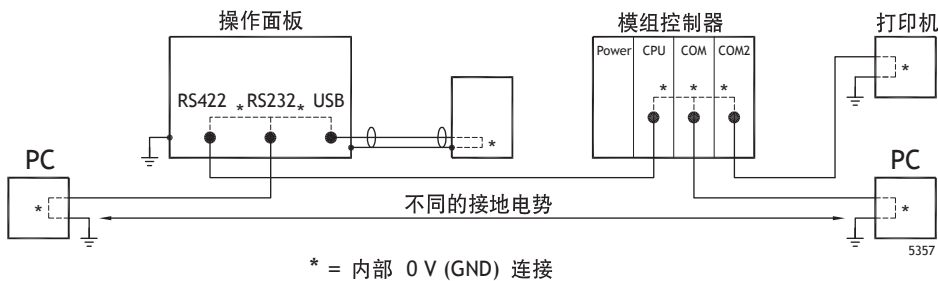 操作面板
模组控制器
打印机
Power CPU COM COM2
RS422 * RS232 * USB
* * *
*
*
PC
PC
*
*
不同的接地电势
5357
* = 内部 0 V (GND) 连接